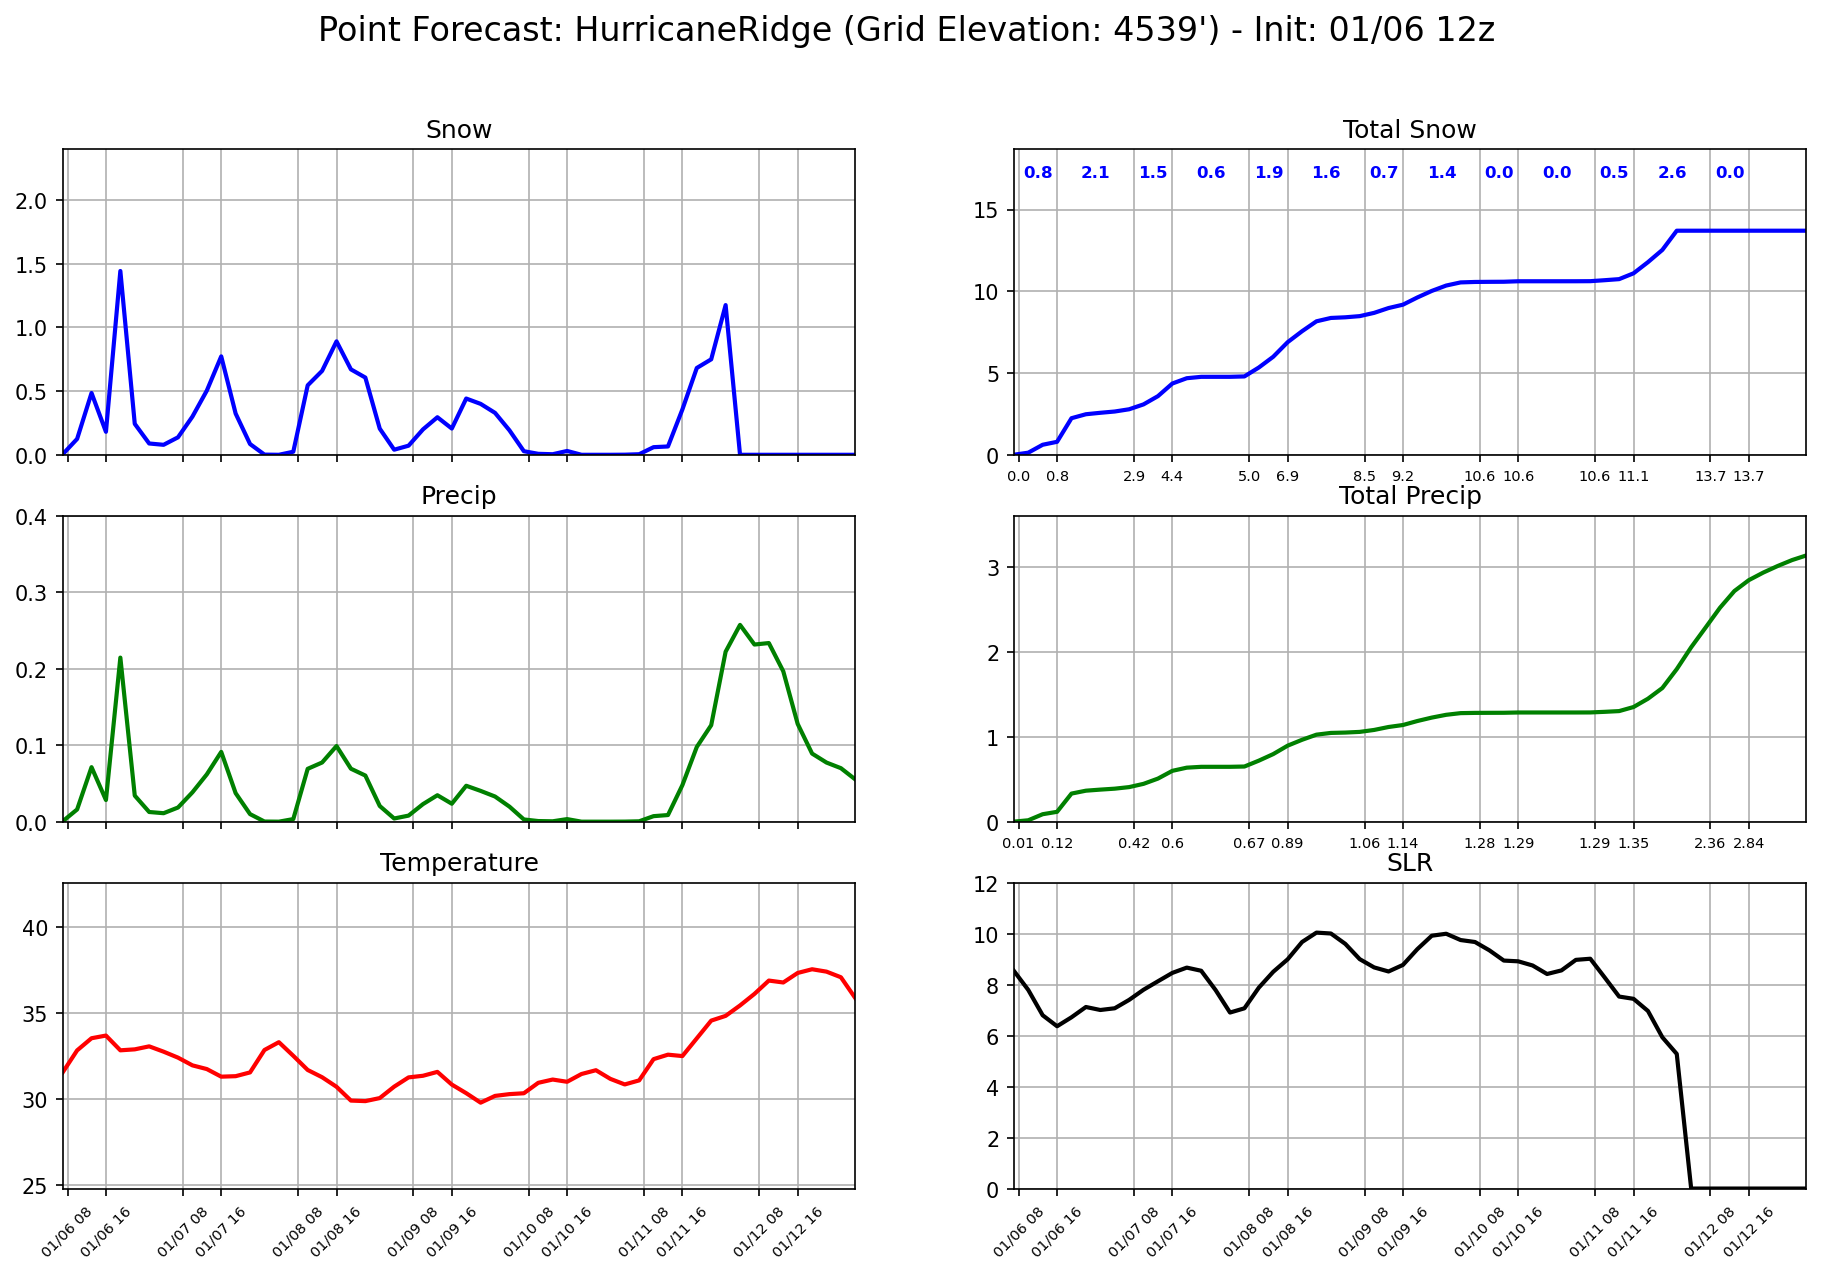 Point Forecast: HurricaneRidge (Grid Elevation: 4539') - Init: 01/06 12z
Snow
2.0
1.5
1.0
0.5
0.0
Total Snow
0.8 2.1 1.5 0.6 1.9 1.6 0.7 1.4 0.0 0.0 0.5 2.6 0.0
15
10
5
0
0.0 0.8 2.9 4.4 5.0 6.9 8.5 9.2 10.6 10.6 10.6 11.1 13.7 13.7
Precip
0.4
0.3
0.2
0.1
0.0
Total Precip
3
2
1
0
0.01 0.12 0.42 0.6 0.67 0.89 1.06 1.14 1.28 1.29 1.29 1.35 2.36 2.84
Temperature
40
35
30
25
01/06 08 01/06 16 01/07 08 01/07 16 01/08 08 01/08 16 01/09 08 01/09 16 01/10 08 01/10 16 01/11 08 01/11 16 01/12 08 01/12 16
SLR
12
10
8
6
4
2
0
01/06 08 01/06 16 01/07 08 01/07 16 01/08 08 01/08 16 01/09 08 01/09 16 01/10 08 01/10 16 01/11 08 01/11 16 01/12 08 01/12 16